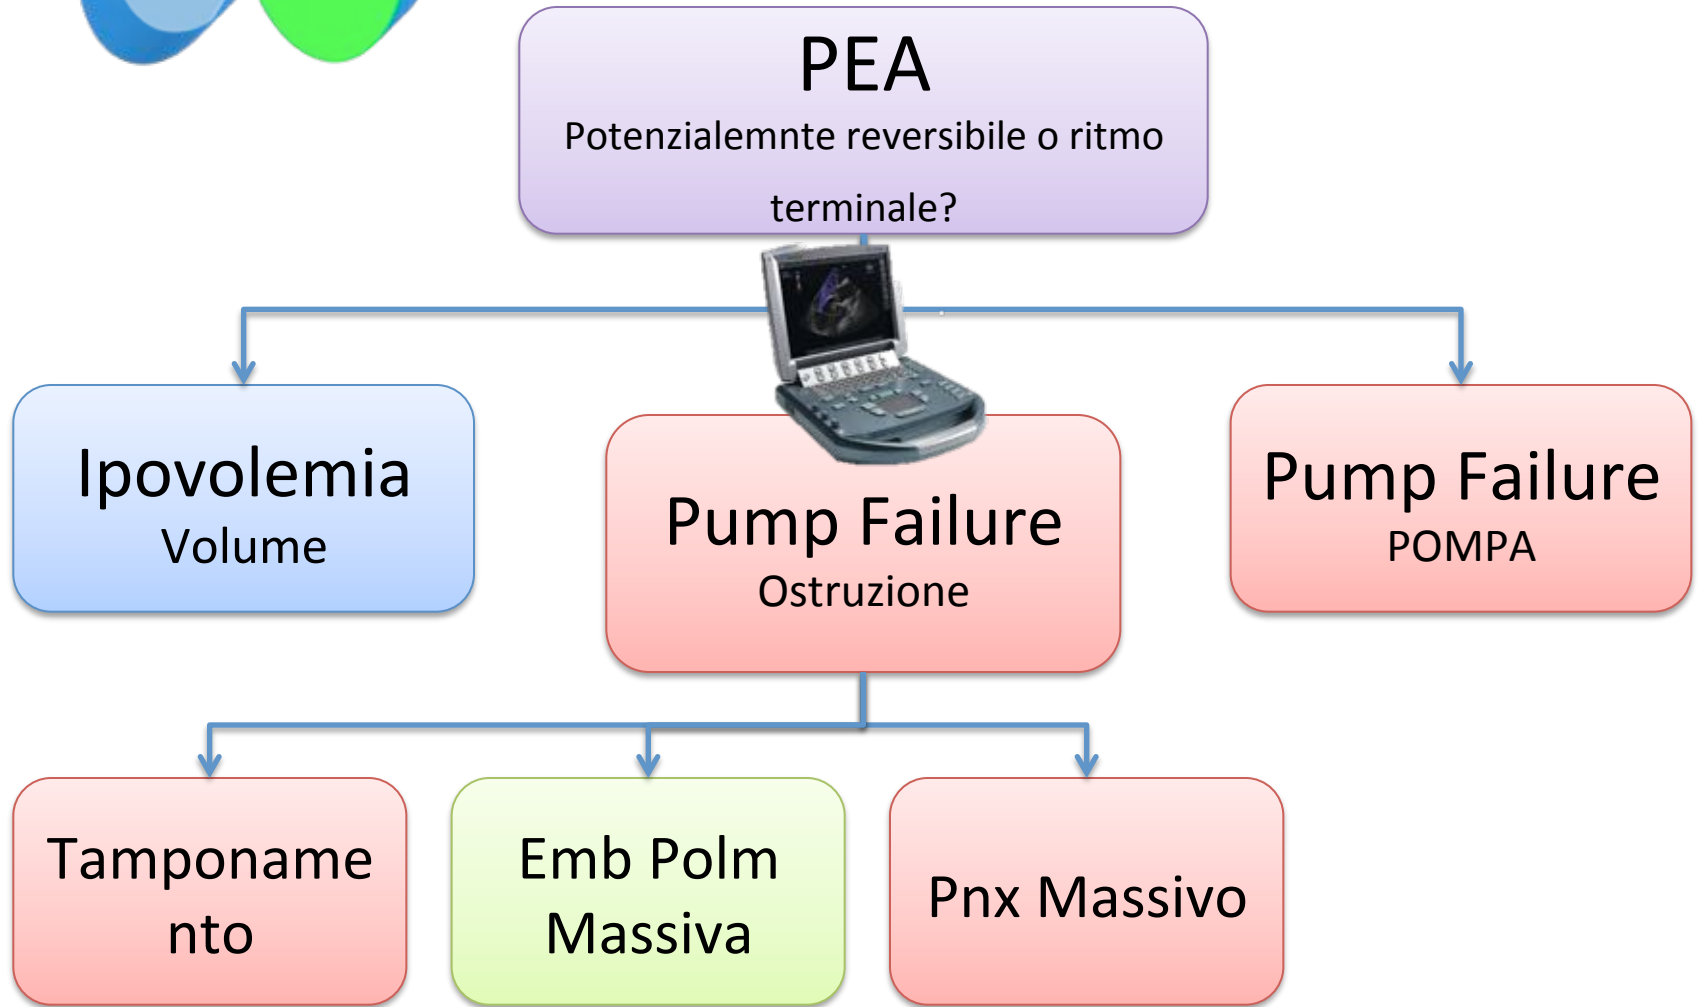 PEA
Potenzialemnte reversibile o ritmo
terminale?
Ipovolemia
Volume
Pump Failure
Ostruzione
Pump Failure
POMPA
Tamponame
nto
Emb Polm
Massiva
Pnx Massivo